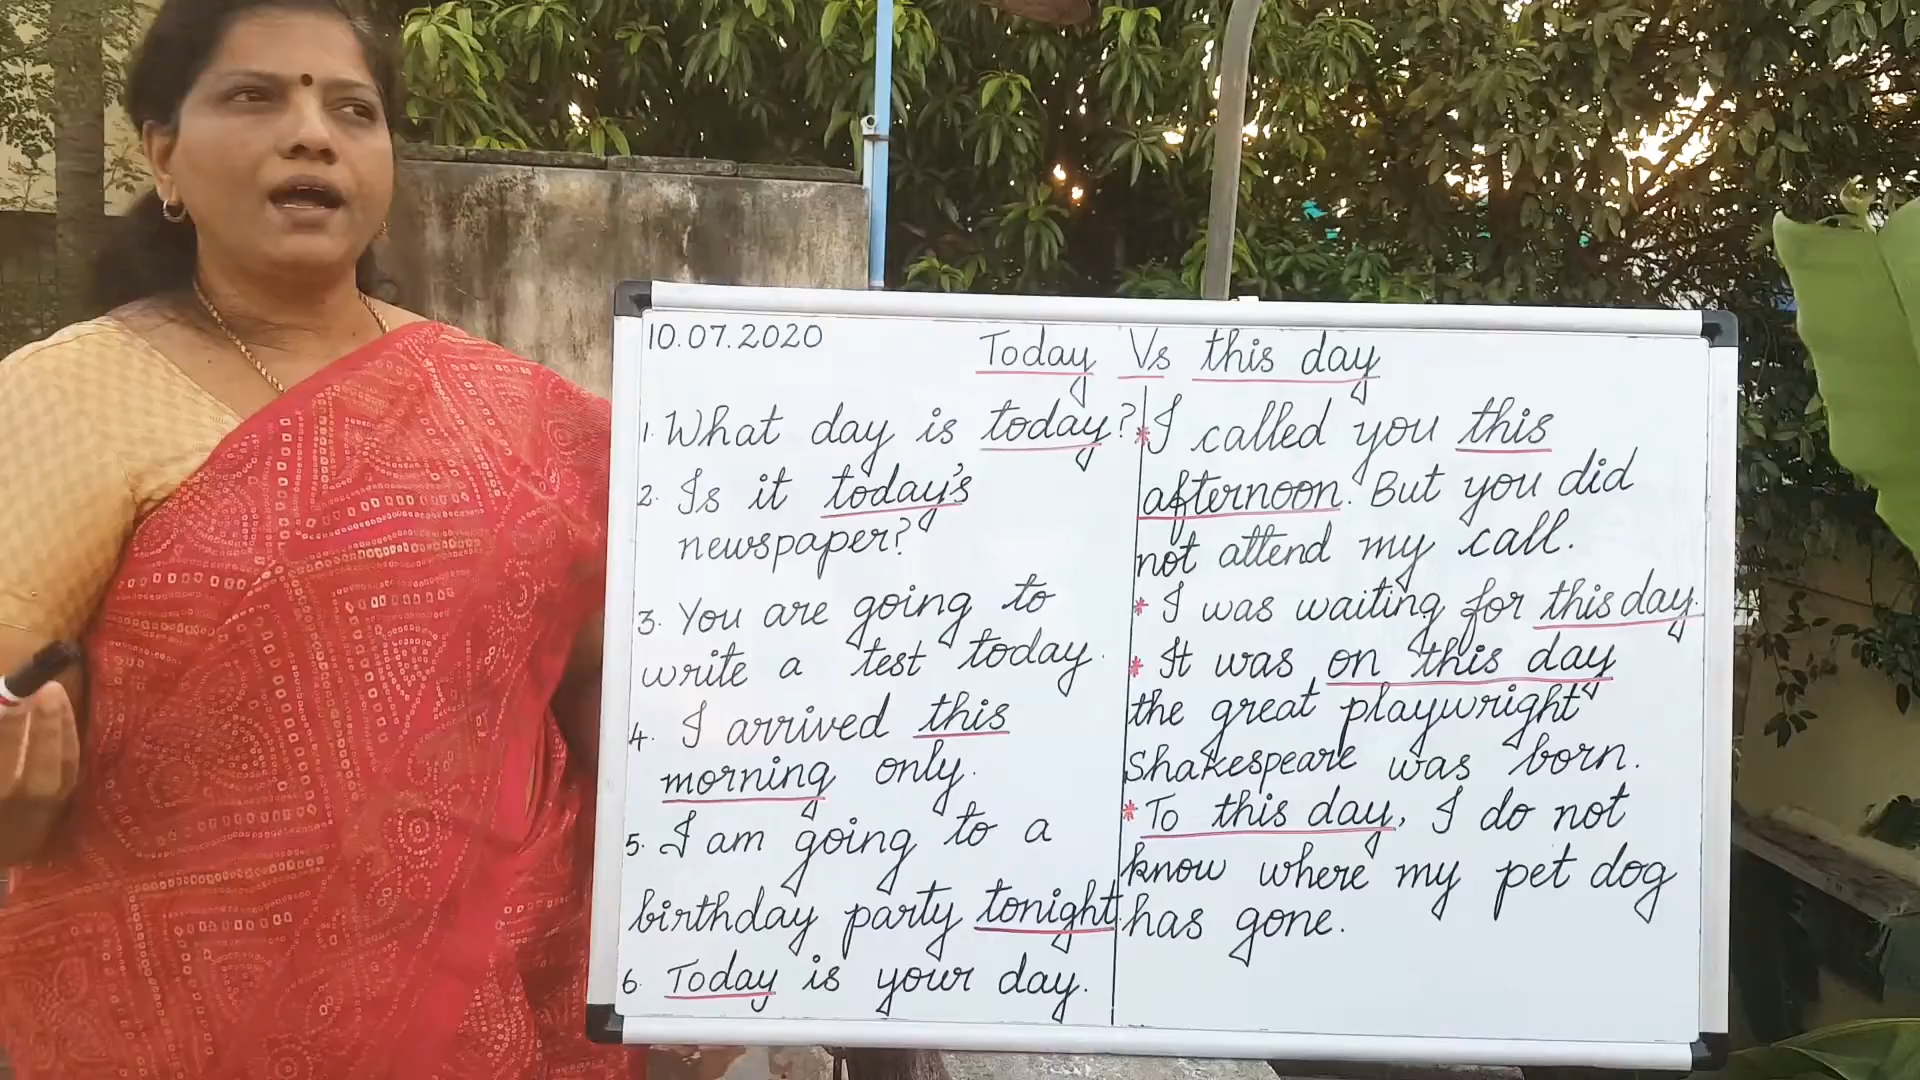 10.07.2020
Today Vs this day
1. What day is today?
2. Is it today's
newspaper?
3. You are going to
write a test today.
4. I arrived this
morning only.
5. I am going to a
birthday party tonight.
6. Today is your day.
* I called you this
afternoon. But you did
not attend my call.
* I was waiting for this day.
* It was on this day
the great playwright
Shakespeare was born.
* To this day, I do not
know where my pet dog
has gone.